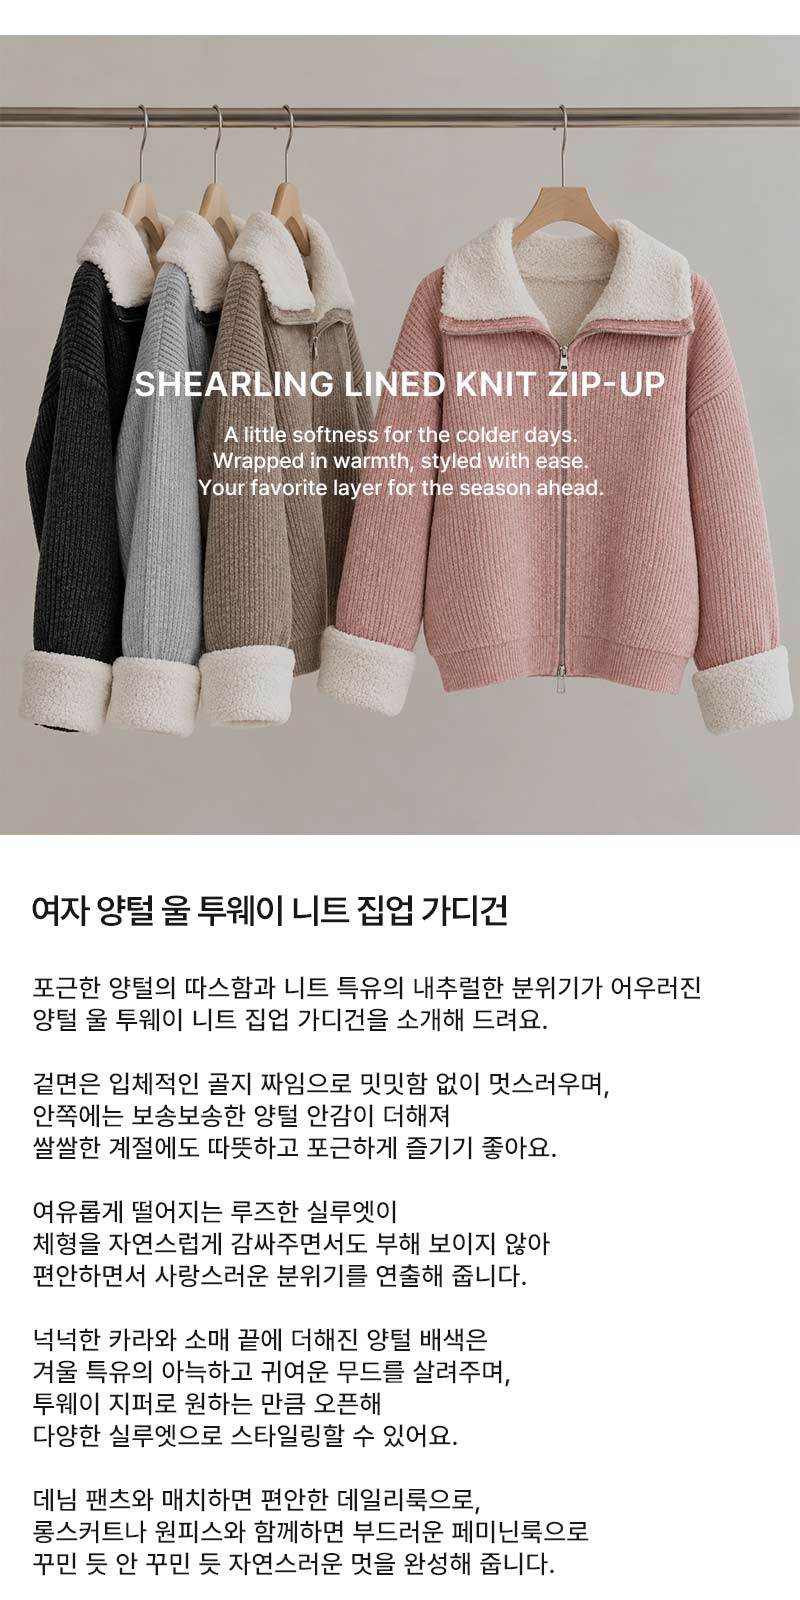 SHEARLING LINED KNIT ZIP-UP
A little softness for the colder days.
Wrapped in warmth, styled with ease.
Your favorite layer for the season ahead.
여자 양털 울 투웨이 니트 집업 가디건
포근한 양털의 따스함과 니트 특유의 내추럴한 분위기가 어우러진
양털 울 투웨이 니트 집업 가디건을 소개해 드려요.
겉면은 입체적인 골지 짜임으로 밋밋함 없이 멋스러우며,
안쪽에는 보송보송한 양털 안감이 더해져
쌀쌀한 계절에도 따뜻하고 포근하게 즐기기 좋아요.
여유롭게 떨어지는 루즈한 실루엣이
체형을 자연스럽게 감싸주면서도 부해 보이지 않아
편안하면서 사랑스러운 분위기를 연출해 줍니다.
넉넉한 카라와 소매 끝에 더해진 양털 배색은
겨울 특유의 아늑하고 귀여운 무드를 살려주며,
투웨이 지퍼로 원하는 만큼 오픈해
다양한 실루엣으로 스타일링할 수 있어요.
데님 팬츠와 매치하면 편안한 데일리룩으로,
롱스커트나 원피스와 함께하면 부드러운 페미닌룩으로
꾸민 듯 안 꾸민 듯 자연스러운 멋을 완성해 줍니다.